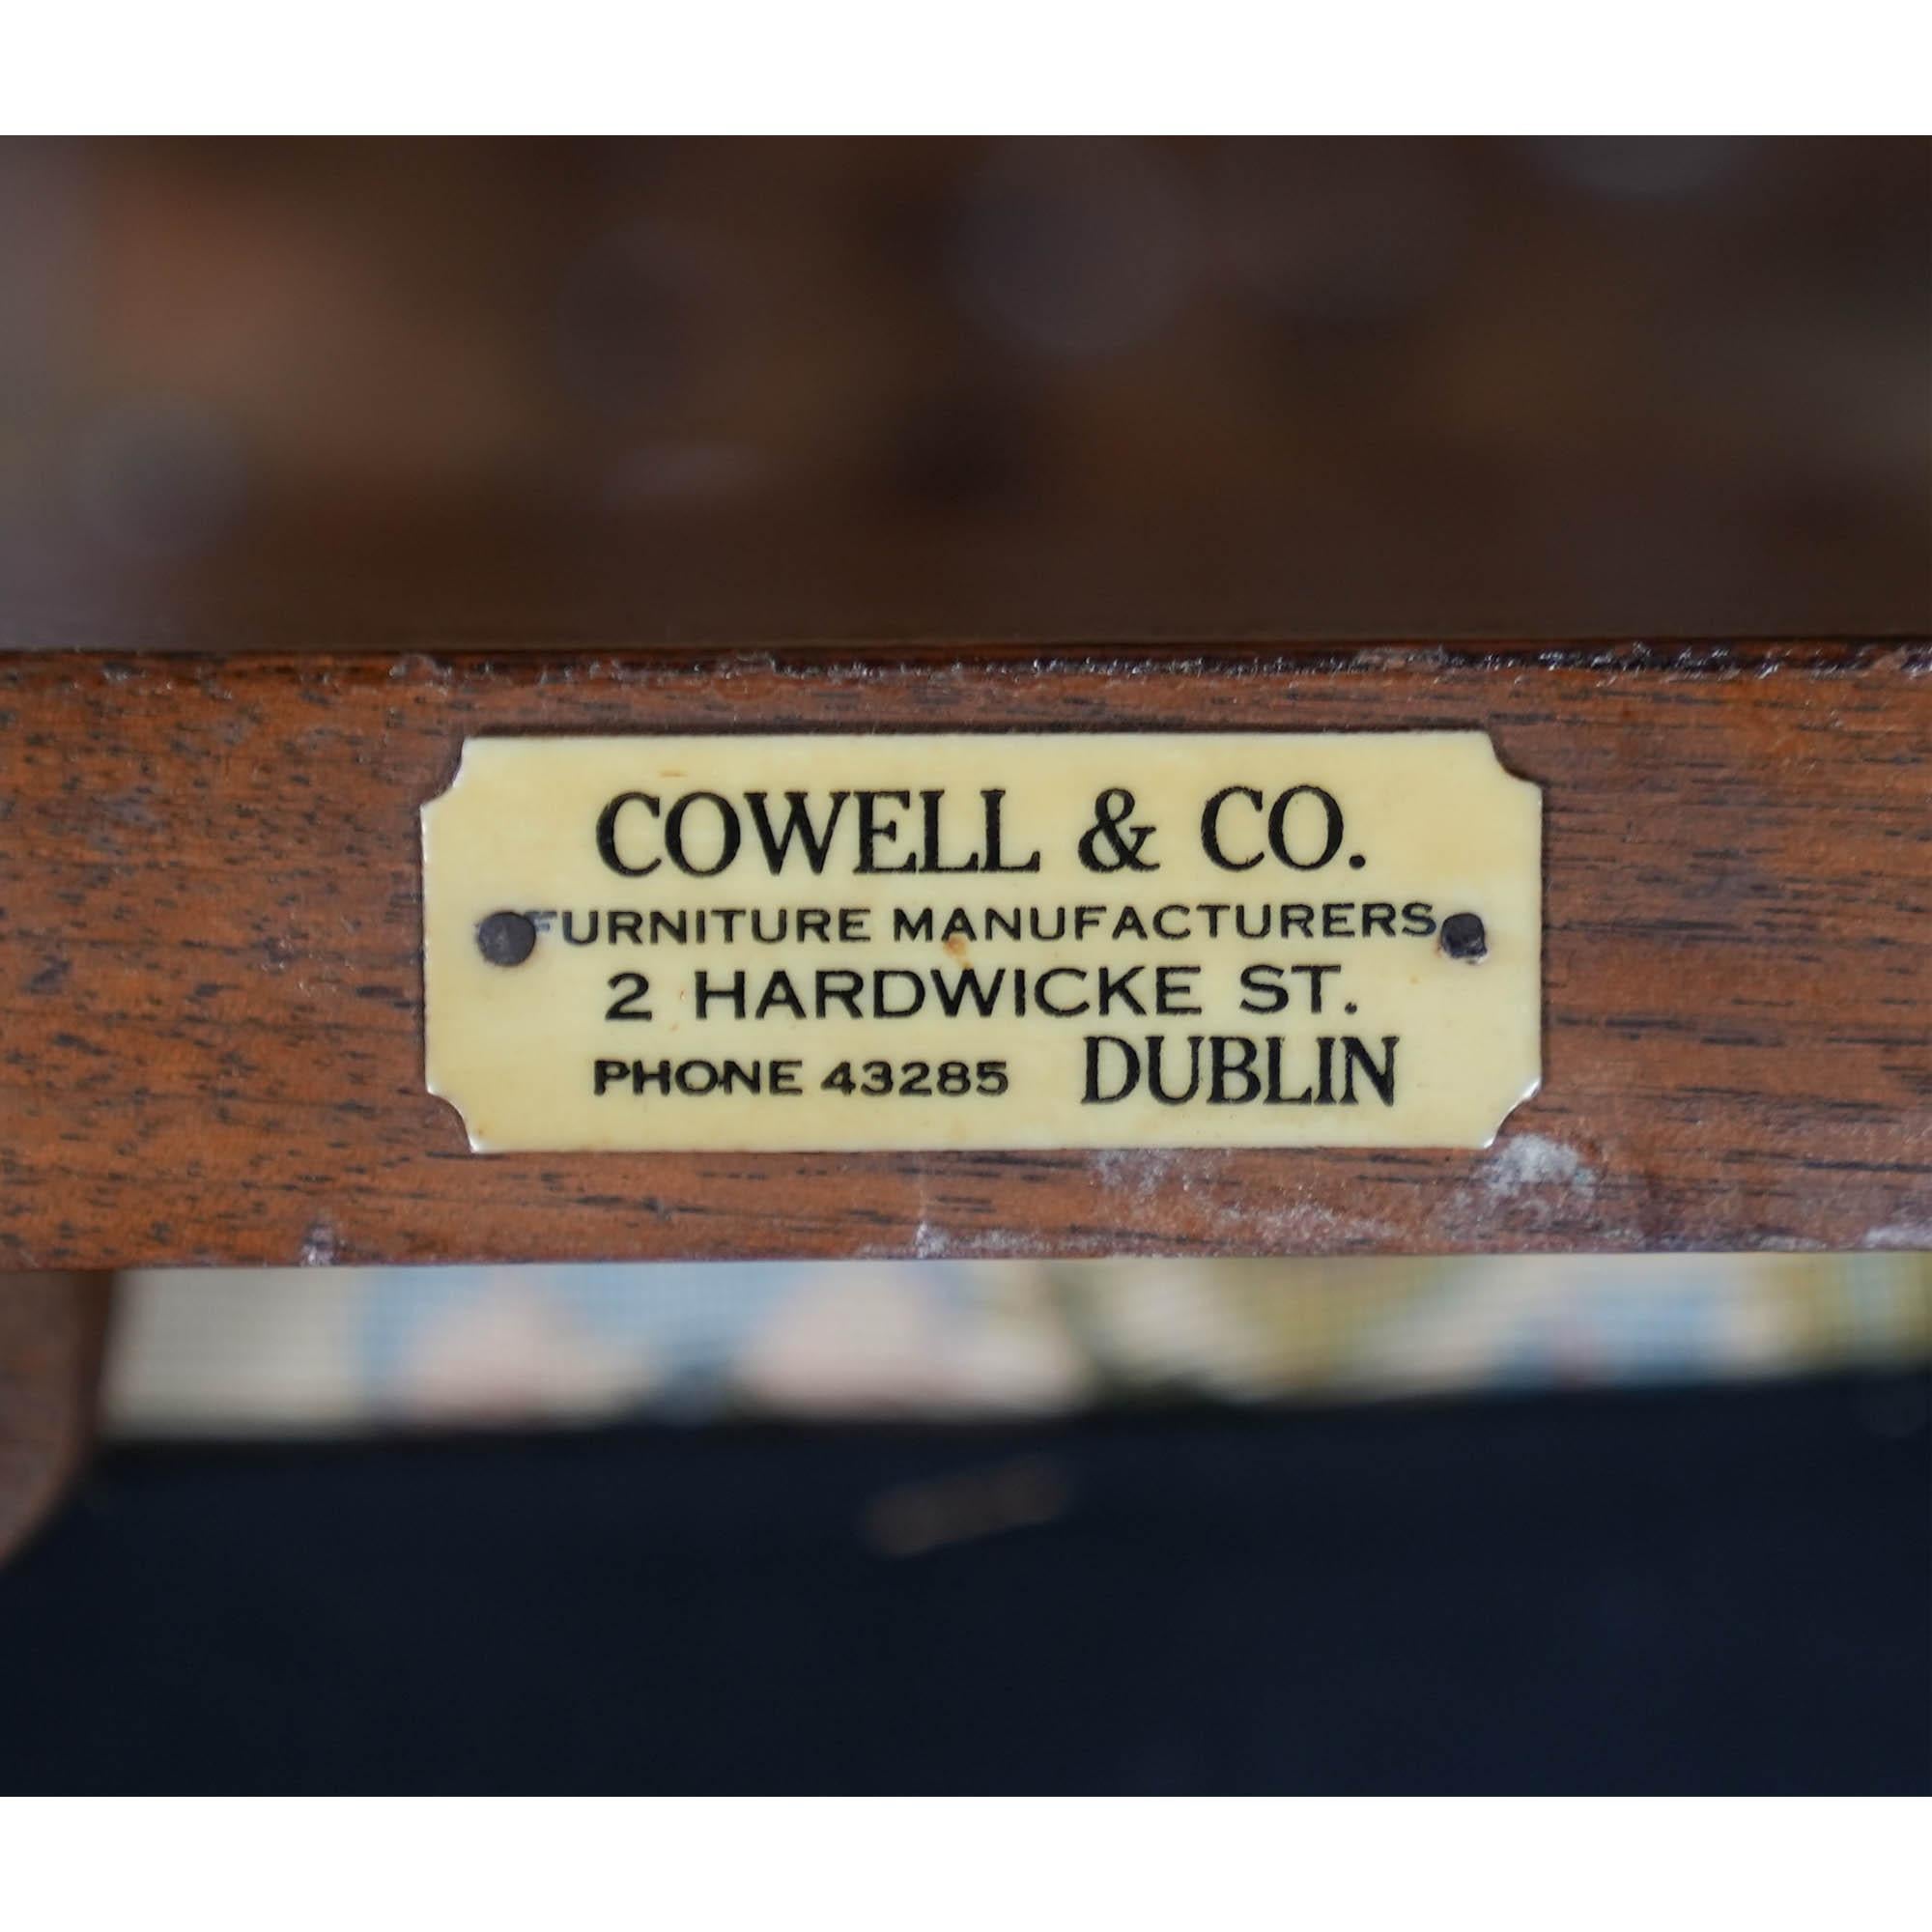 COWELL & CO.
FURNITURE MANUFACTURERS
2 HARDWICKE ST.
PHONE 43285 DUBLIN